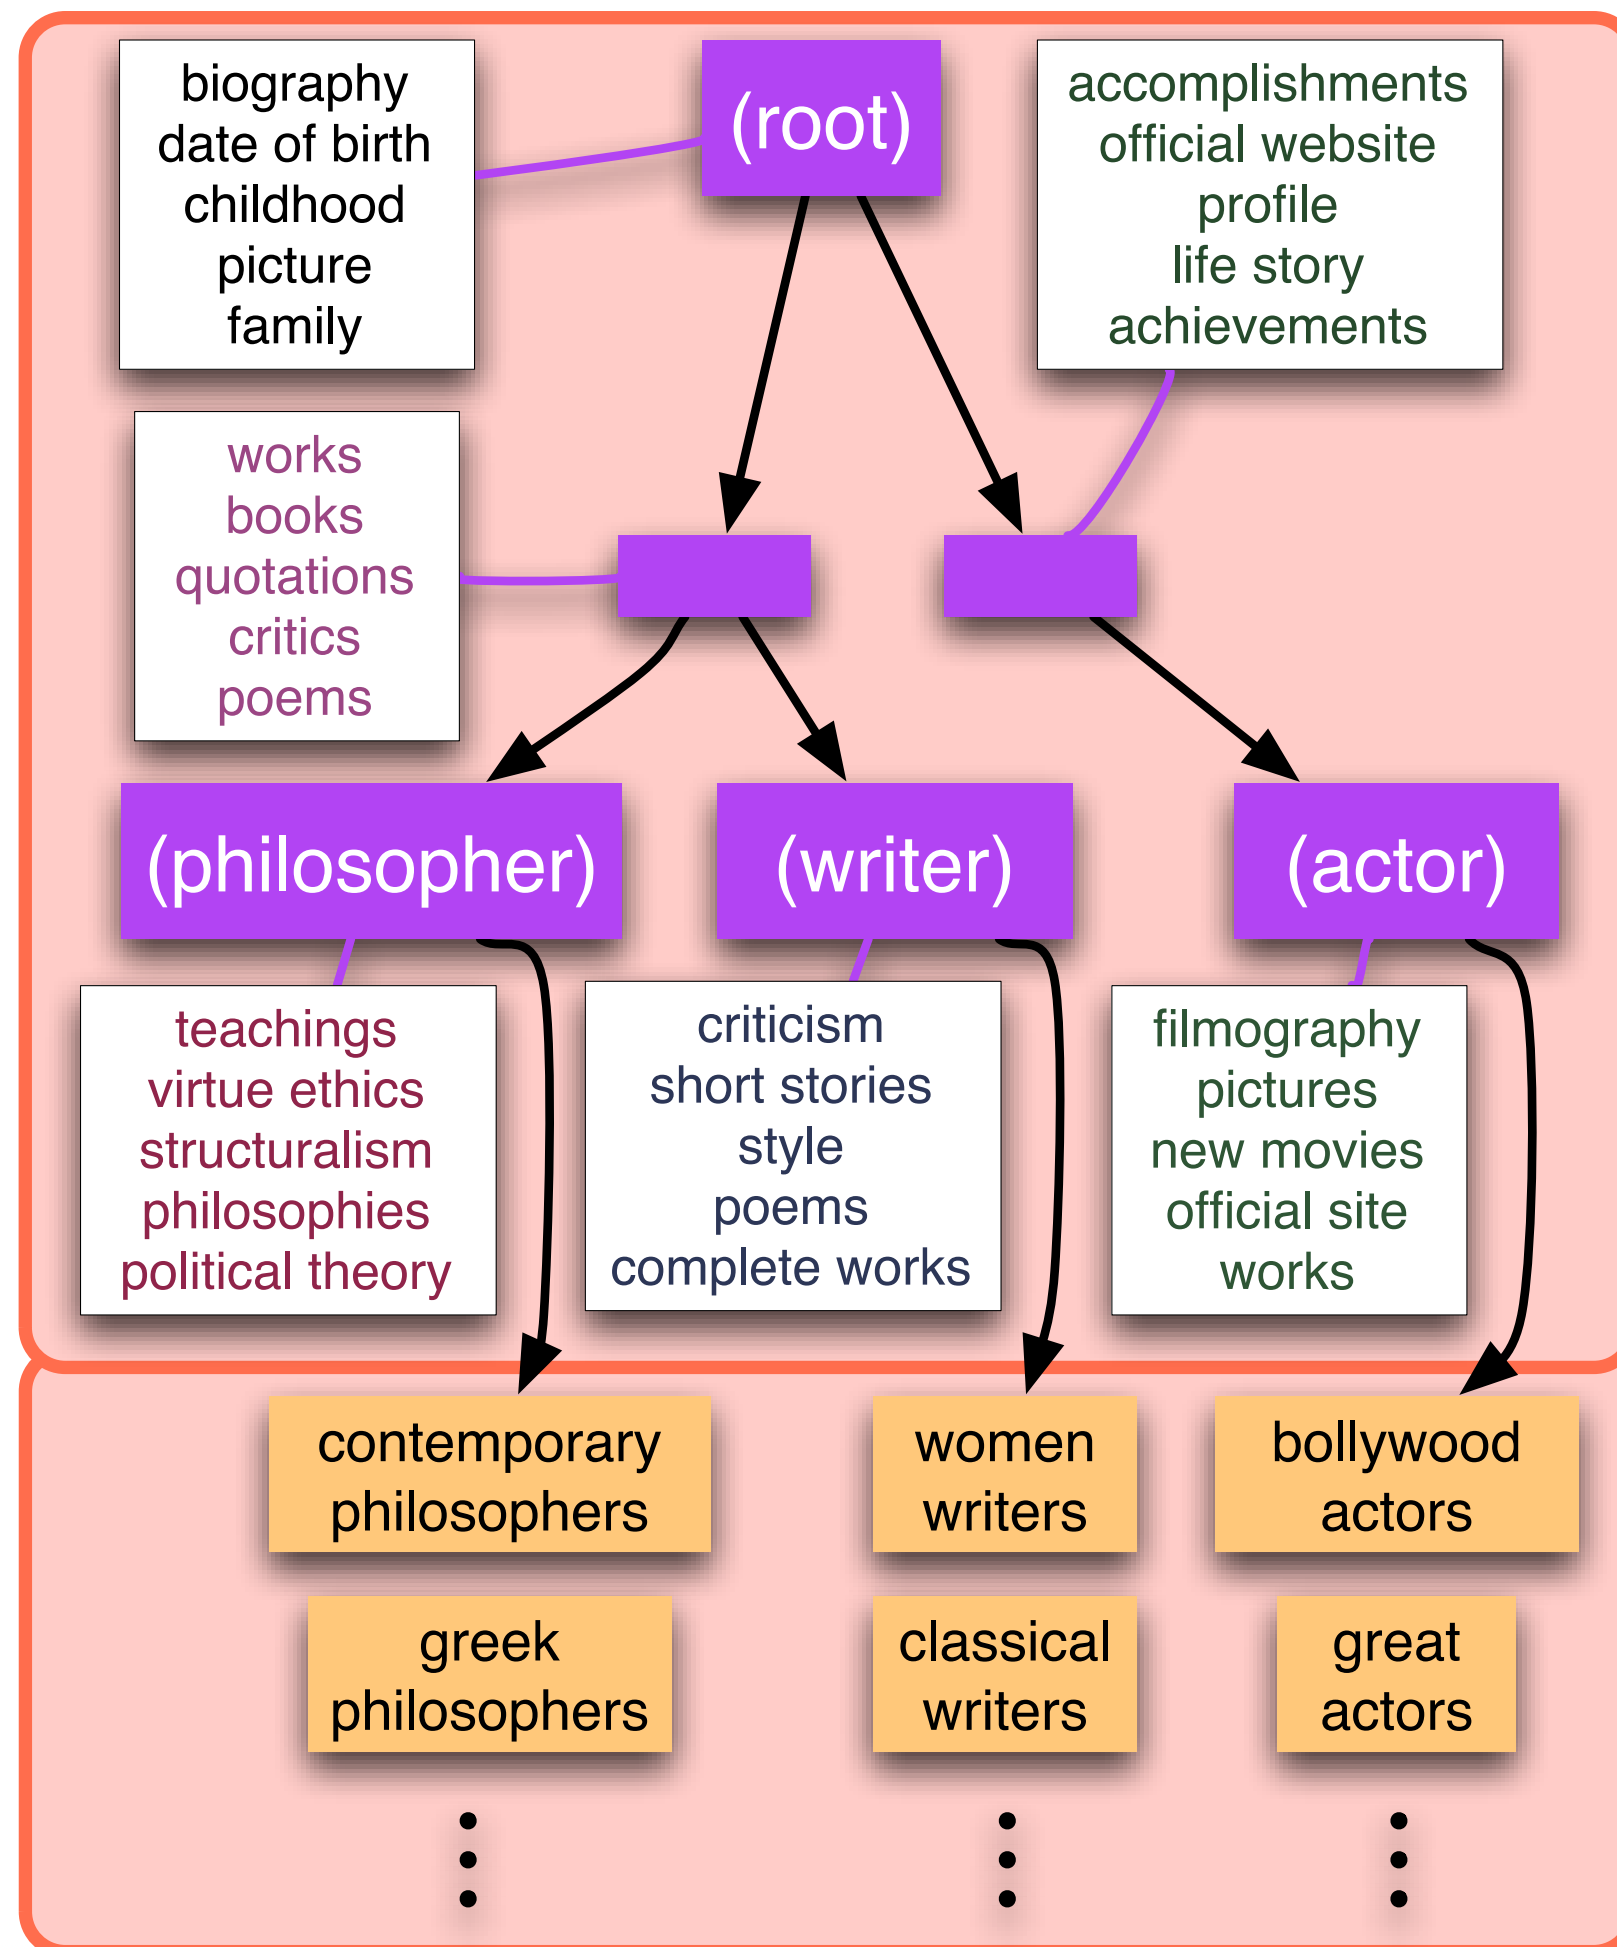 biography
date of birth
childhood
picture
family
(root)
accomplishments
official website
profile
life story
achievements
works
books
quotations
critics
poems
(philosopher)
(writer)
(actor)
teachings
virtue ethics
structuralism
philosophies
political theory
criticism
short stories
style
poems
complete works
filmography
pictures
new movies
official site
works
contemporary
philosophers
women
writers
bollywood
actors
greek
philosophers
classical
writers
great
actors